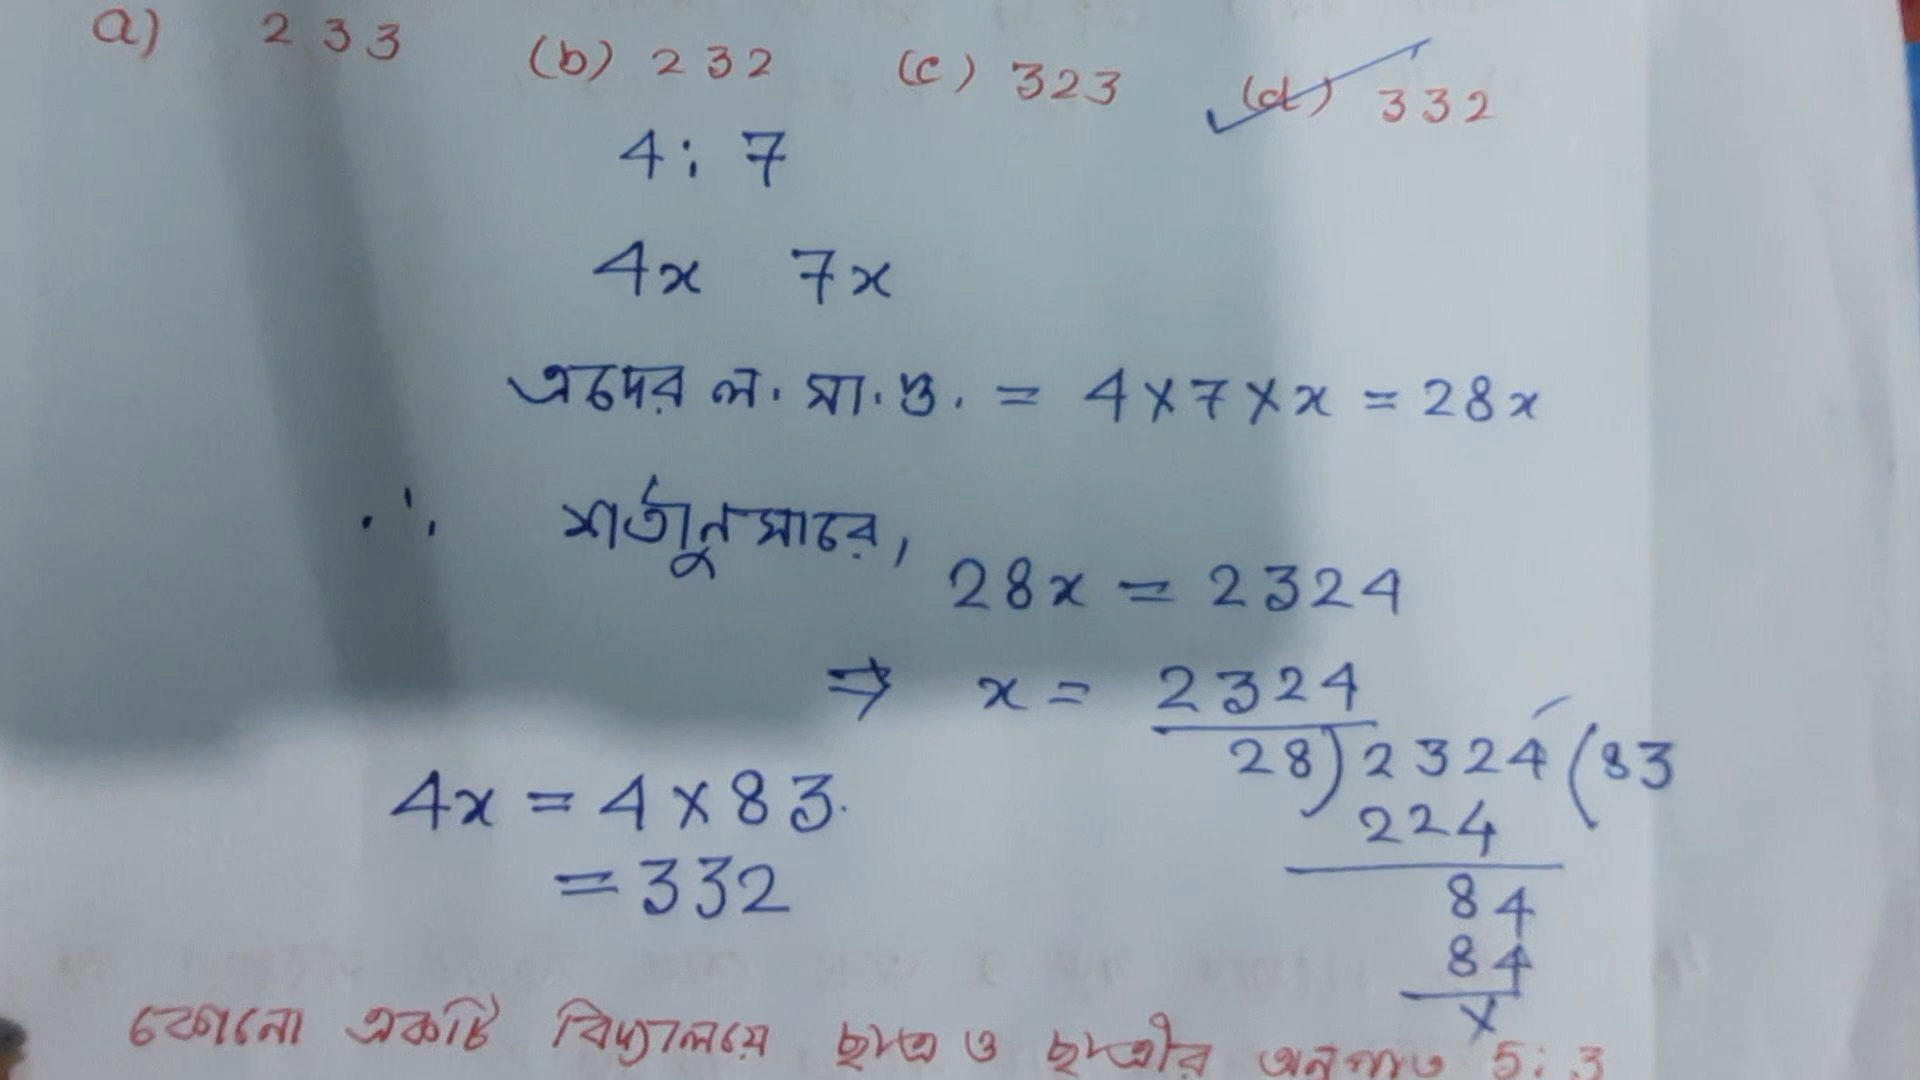 a) 233 (b) 232 (c) 323 (d) 332
4 : 7
4x 7x
এদের ল. সা. গু. = 4 × 7 × x = 28x
∴ শর্তানুসারে,
28x = 2324
⇒ x = 2324
28) 2324 (83
224
84
84
x
4x = 4 × 83.
= 332
কোনো একটি বিদ্যালয়ে ছাত্র ও ছাত্রীর অনুপাত 5 : 3